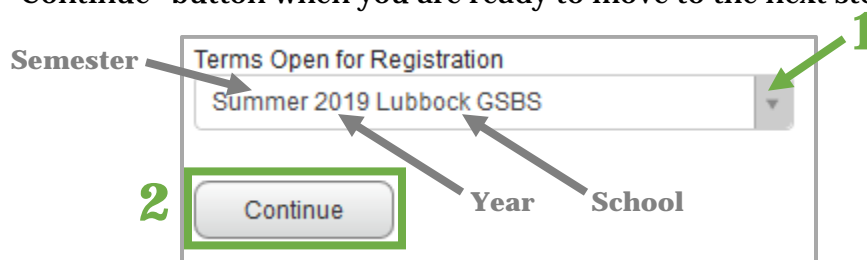 Continue" button when you are ready to move to the next ste
1
Semester
Terms Open for Registration
Summer 2019 Lubbock GSBS
2
Continue
Year
School